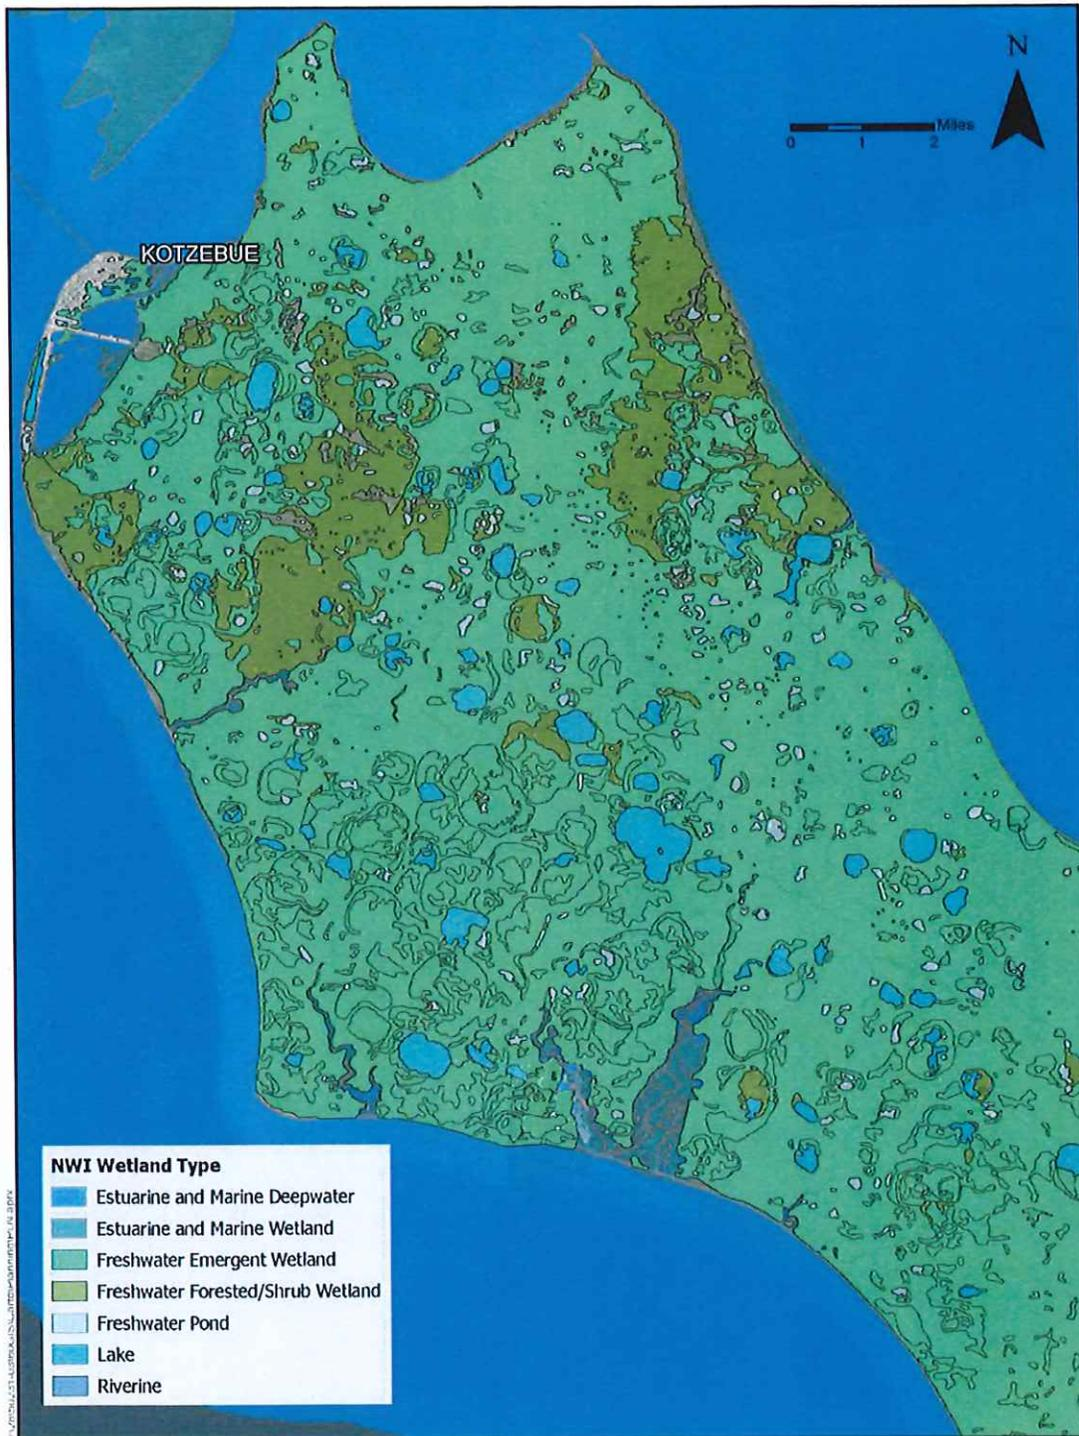 N
Miles
0 1 2
KOTZEBUE
NWI Wetland Type
Estuarine and Marine Deepwater
Estuarine and Marine Wetland
Freshwater Emergent Wetland
Freshwater Forested/Shrub Wetland
Freshwater Pond
Lake
Riverine